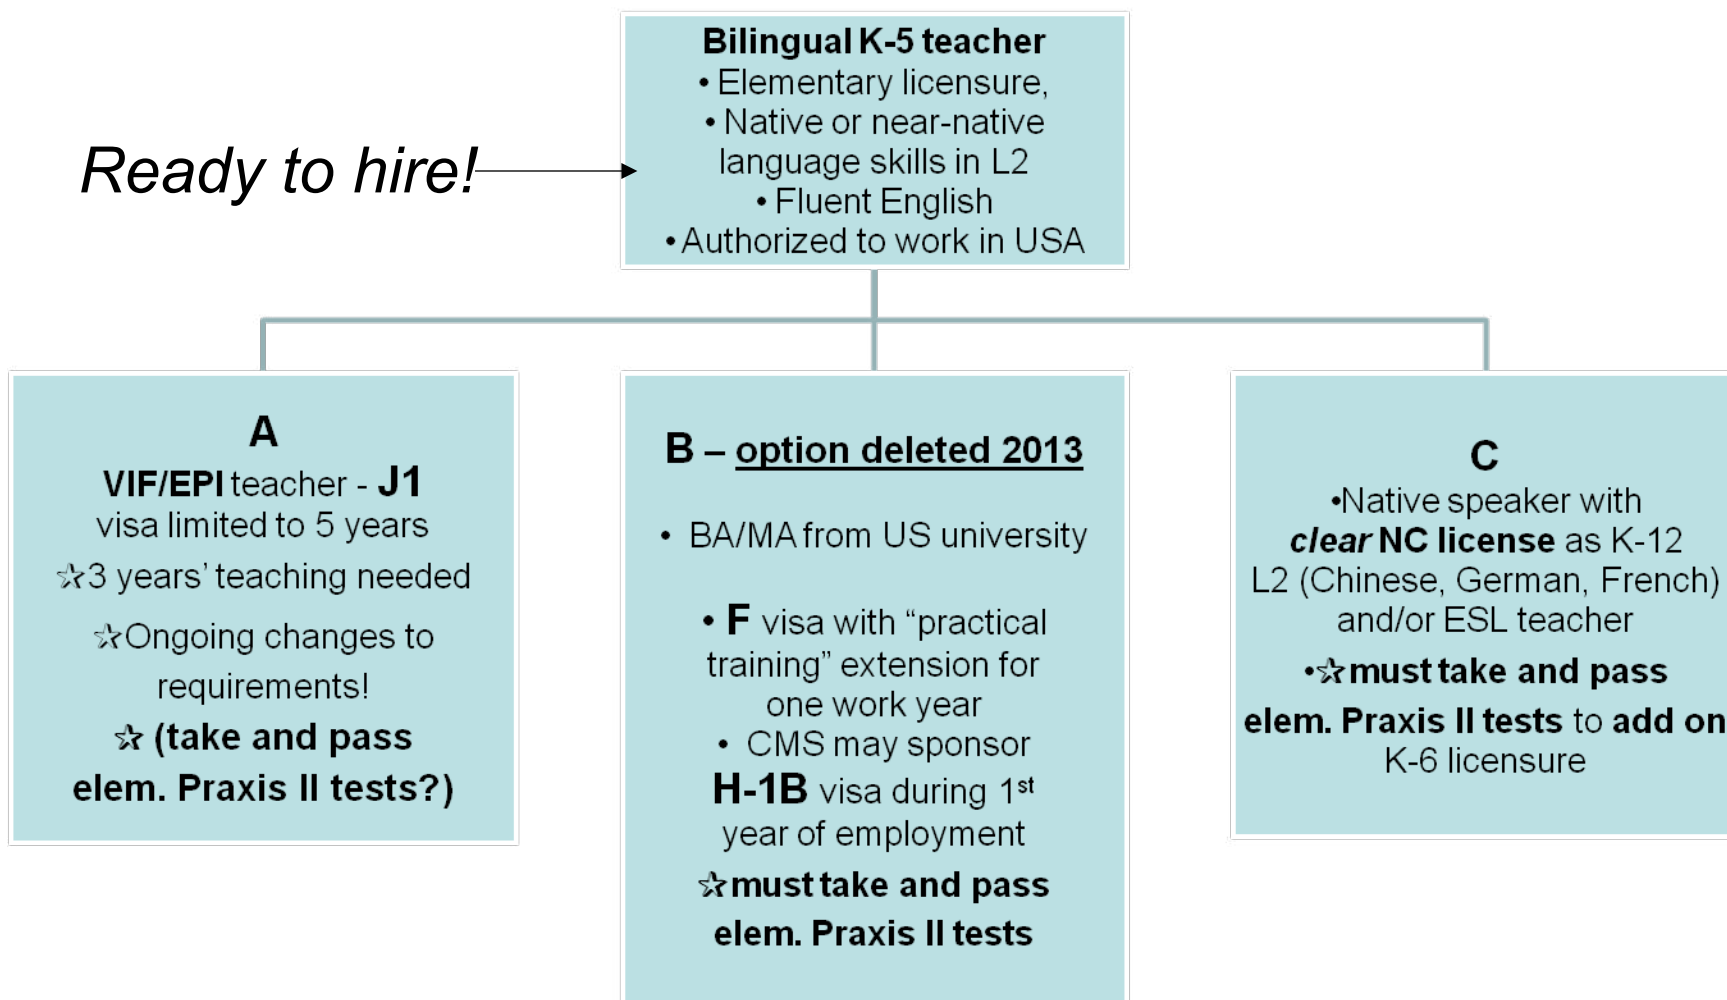 Bilingual K-5 teacher
• Elementary licensure,
• Native or near-native
language skills in L2
• Fluent English
• Authorized to work in USA
Ready to hire!
A
VIF/EPI teacher - J1
visa limited to 5 years
☆3 years’ teaching needed
☆Ongoing changes to
requirements!
☆ (take and pass
elem. Praxis II tests?)
B – option deleted 2013
• BA/MA from US university
• F visa with “practical
training” extension for
one work year
• CMS may sponsor
H-1B visa during 1st
year of employment
☆must take and pass
elem. Praxis II tests
C
•Native speaker with
clear NC license as K-12
L2 (Chinese, German, French)
and/or ESL teacher
•☆must take and pass
elem. Praxis II tests to add on
K-6 licensure